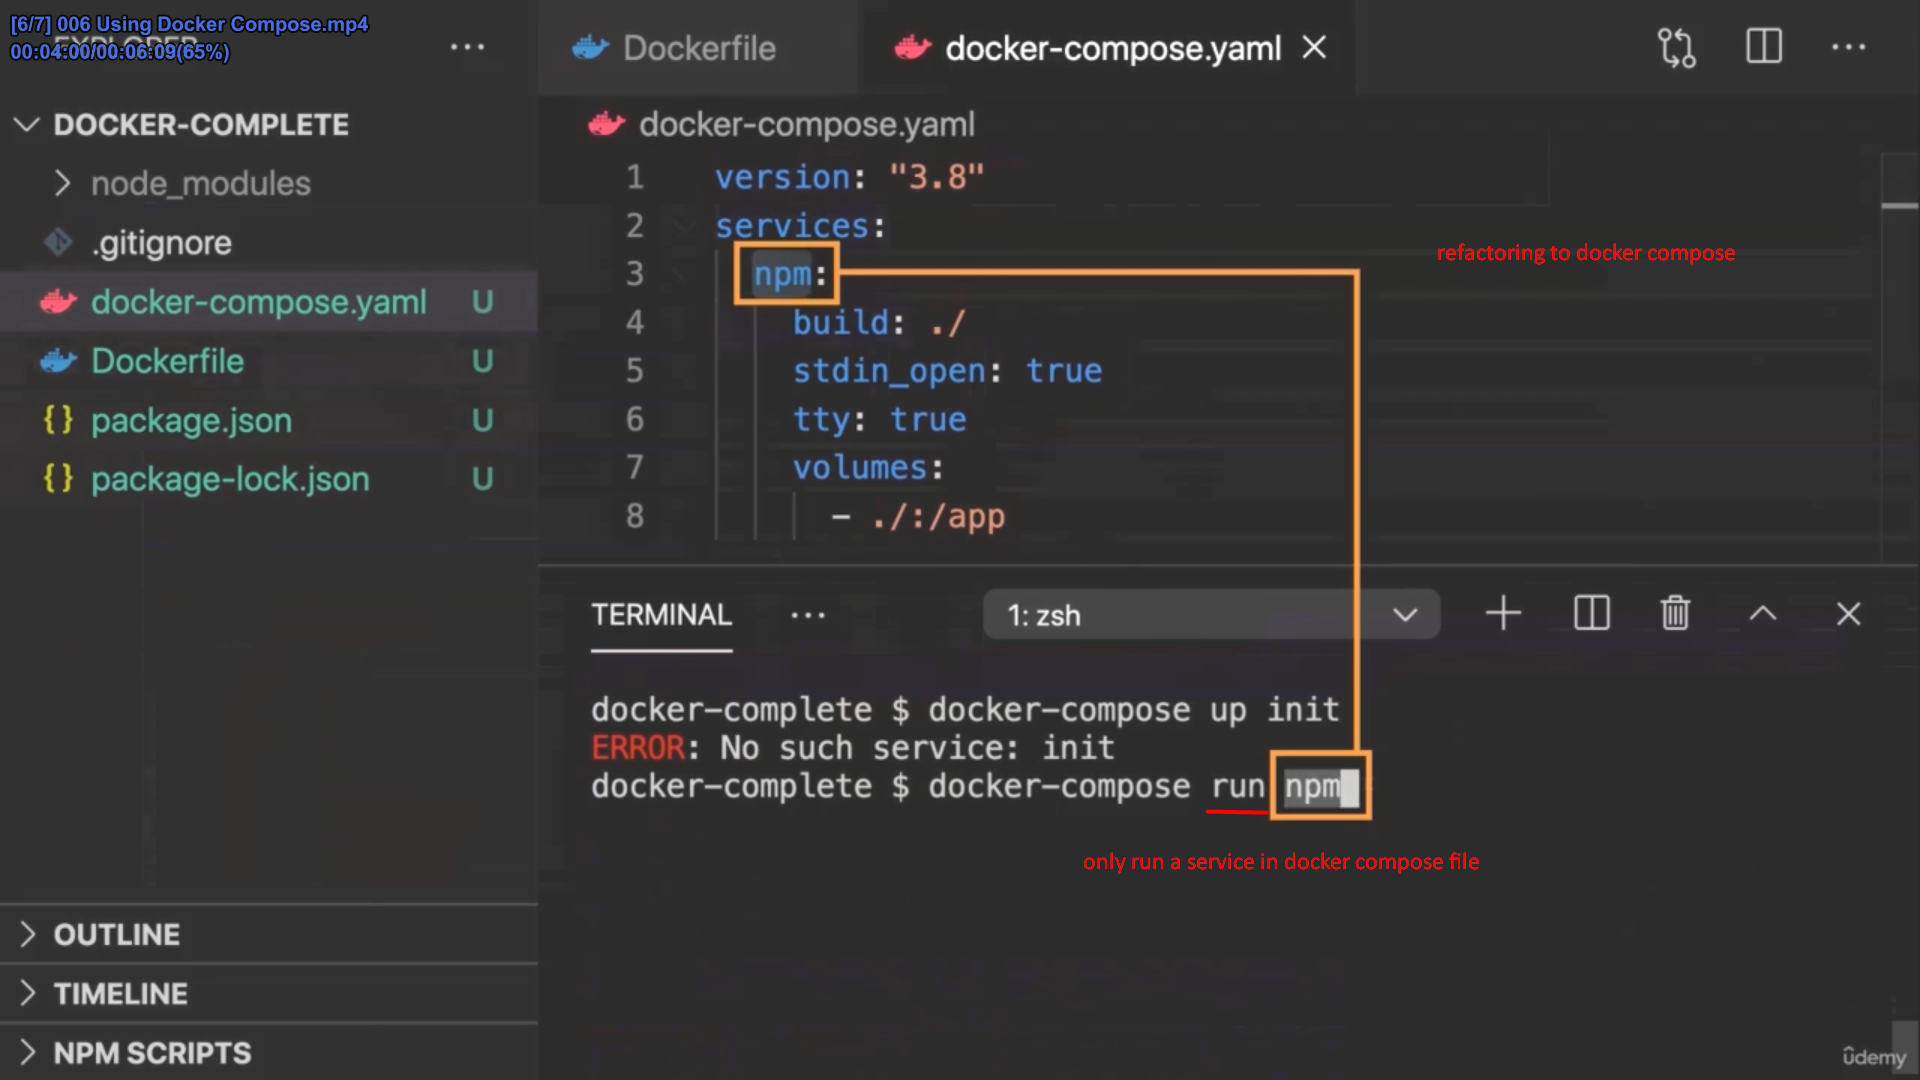 [6/7] 006 Using Docker Compose.mp4
00:04:00/00:06:09(65%)
EXPLORER
DOCKER-COMPLETE
node_modules
.gitignore
docker-compose.yaml U
Dockerfile U
{} package.json U
{} package-lock.json U
OUTLINE
TIMELINE
NPM SCRIPTS
Dockerfile
docker-compose.yaml
docker-compose.yaml
1 version: "3.8"
2 services:
3 npm:
4 build: ./
5 stdin_open: true
6 tty: true
7 volumes:
8 - ./:/app
refactoring to docker compose
TERMINAL
1: zsh
docker-complete $ docker-compose up init
ERROR: No such service: init
docker-complete $ docker-compose run npm
only run a service in docker compose file
ûdemy